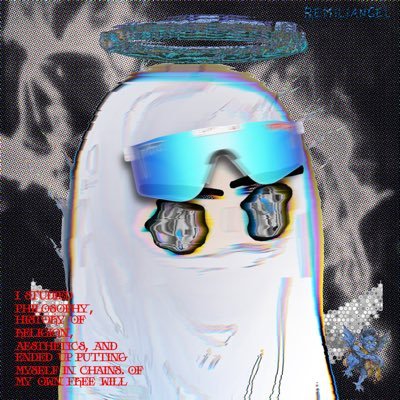 REMILIANCEL
I STUDIED
PHILOSOPHY,
HISTORY OF
RELIGION,
AESTHETICS, AND
ENDED UP PUTTING
MYSELF IN CHAINS. OF
MY OWN FREE WILL